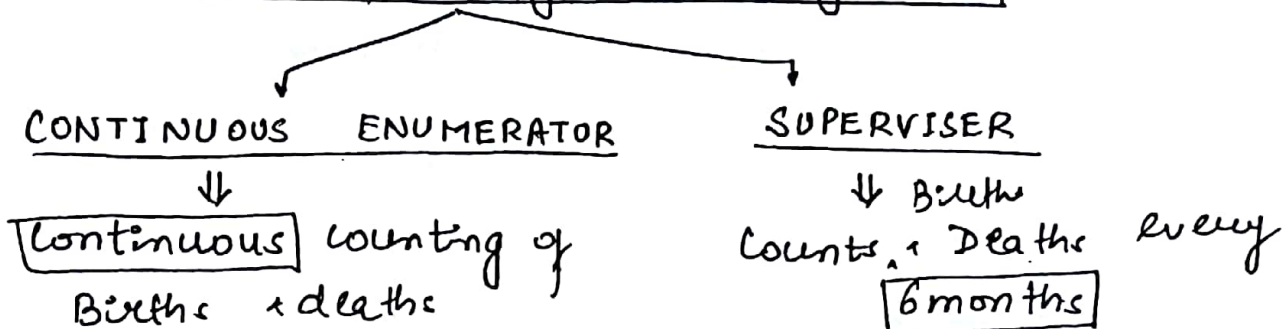 CONTINUOUS ENUMERATOR
SUPERVISER
⇓
⇓ Births
Continuous counting of
Counts ‸ & Deaths every
Births & deaths
6 months